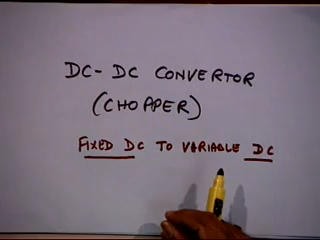 DC-DC CONVERTOR
(CHOPPER)
FIXED DC TO VARIABLE DC